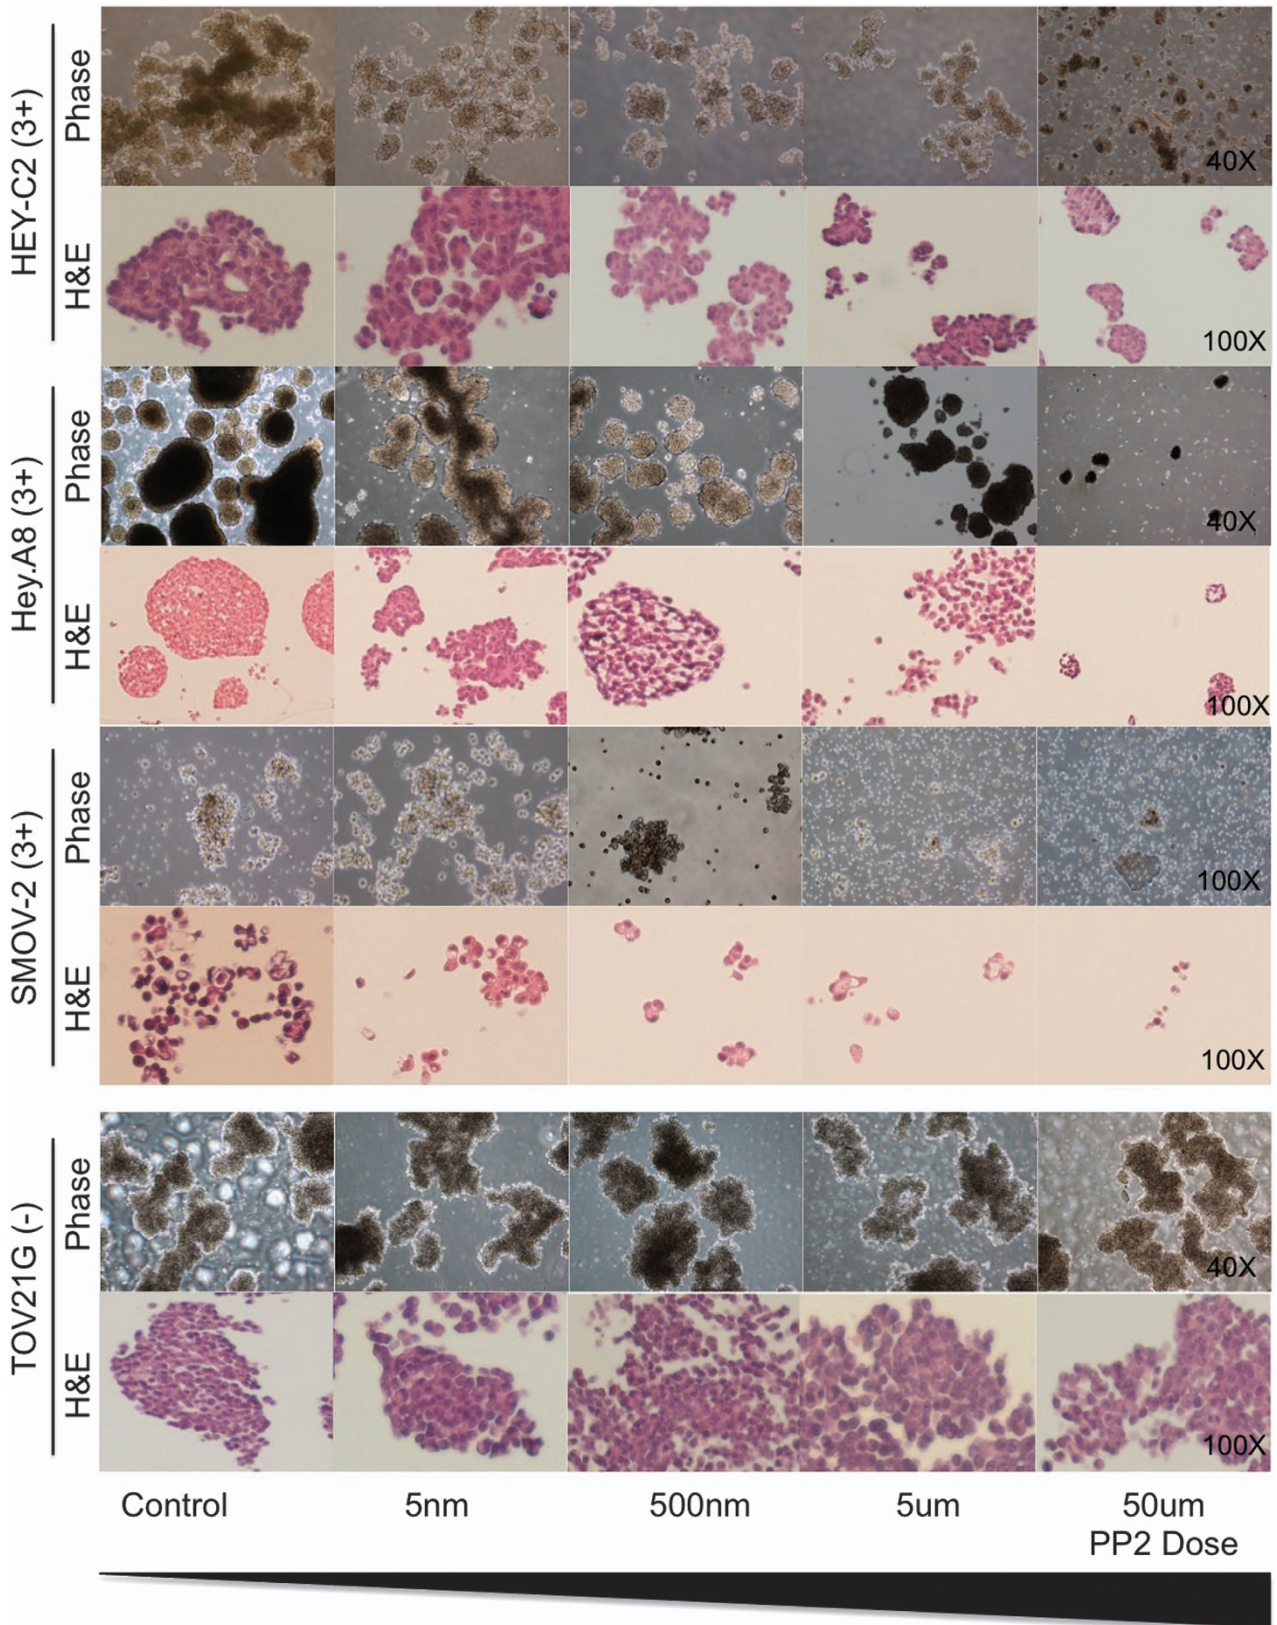 HEY-C2 (3+)
Phase
40X
H&E
100X
Hey.A8 (3+)
Phase
40X
H&E
100X
SMOV-2 (3+)
Phase
100X
H&E
100X
TOV21G (-)
Phase
40X
H&E
100X
Control 5nm 500nm 5um 50um
PP2 Dose